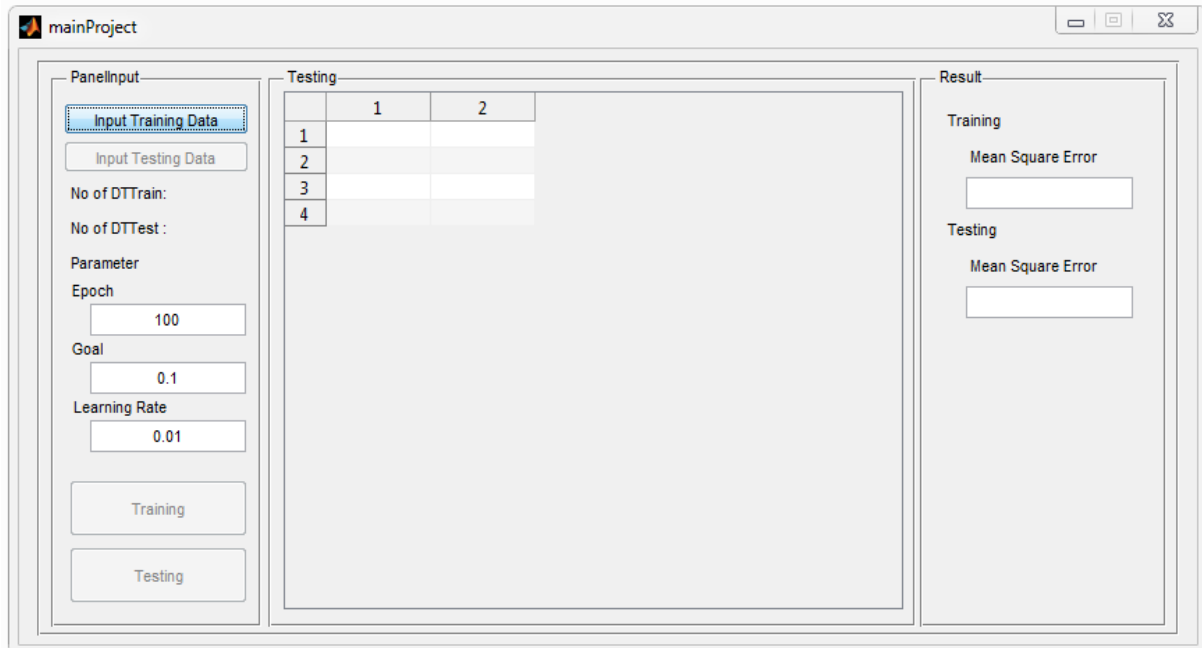 mainProject
PanelInput
Input Training Data
Input Testing Data
No of DTTrain:
No of DTTest :
Parameter
Epoch
100
Goal
0.1
Learning Rate
0.01
Training
Testing
Testing
1 2
1
2
3
4
Result
Training
Mean Square Error
Testing
Mean Square Error